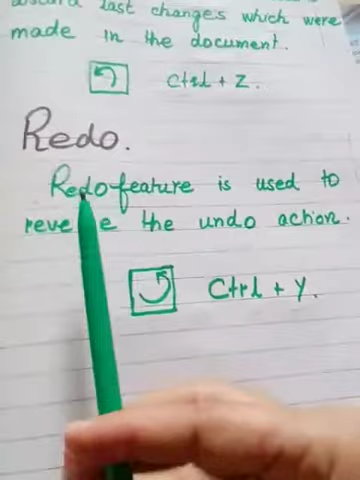 discard last changes which were
made in the document.
Ctrl + Z.
Redo.
Redo feature is used to
the undo action.
Ctrl + Y.